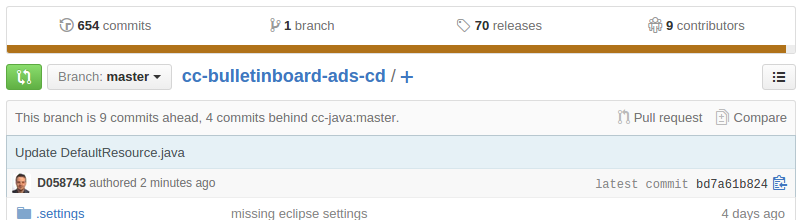 654 commits 1 branch 70 releases 9 contributors
Branch: master cc-bulletinboard-ads-cd / +
This branch is 9 commits ahead, 4 commits behind cc-java:master. Pull request Compare
Update DefaultResource.java
D058743 authored 2 minutes ago latest commit bd7a61b824
.settings missing eclipse settings 4 days ago